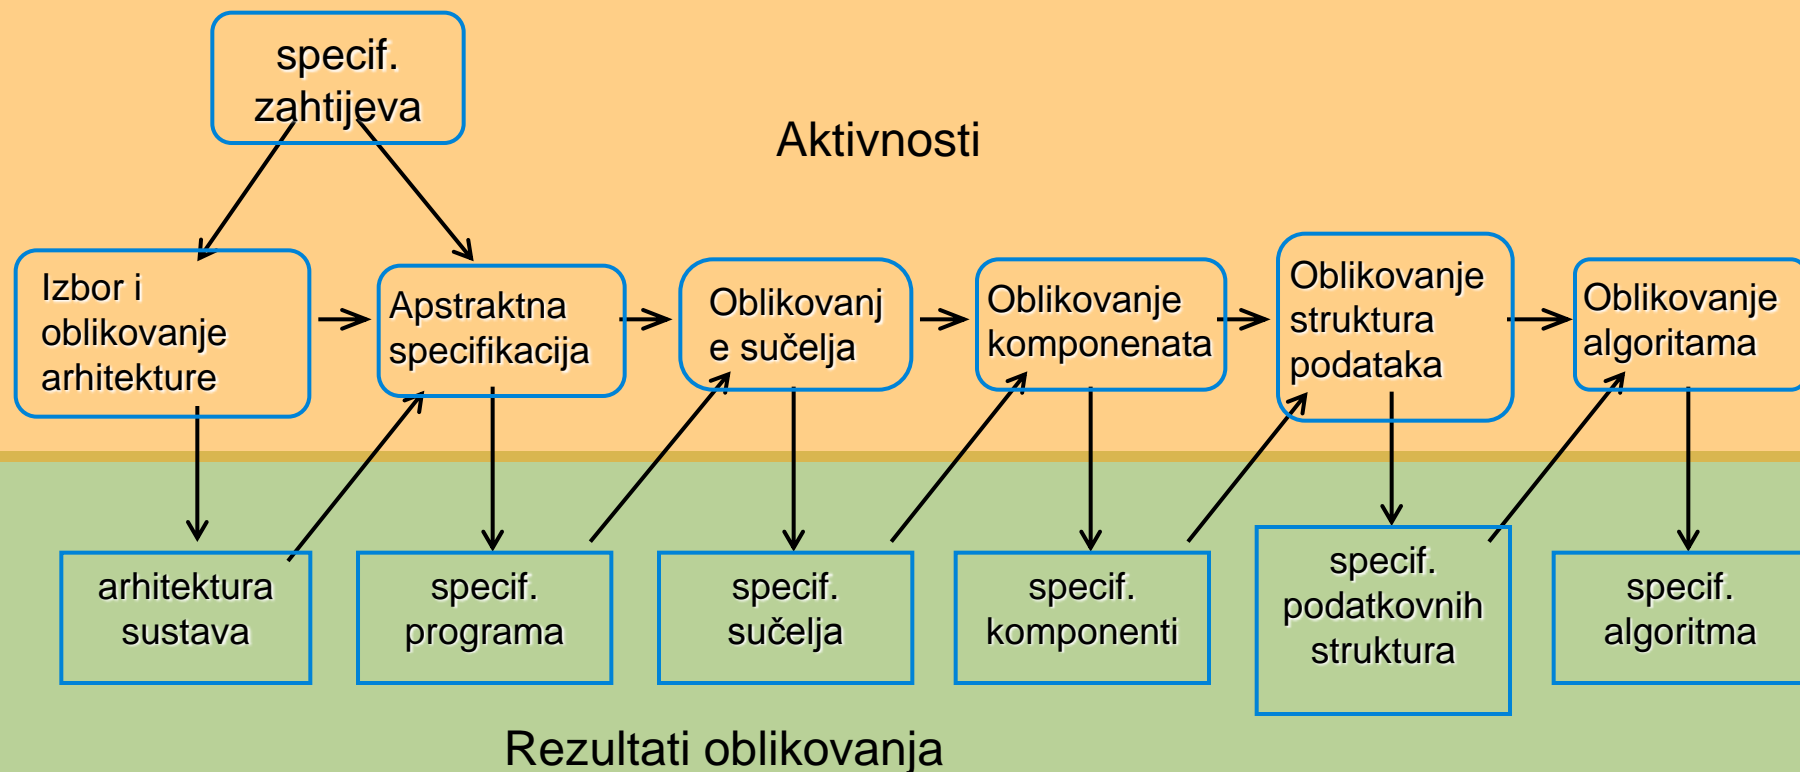 specif.
zahtijeva
Aktivnosti
Izbor i
oblikovanje
arhitekture
Apstraktna
specifikacija
Oblikovanj
e sučelja
Oblikovanje
komponenata
Oblikovanje
struktura
podataka
Oblikovanje
algoritama
arhitektura
sustava
specif.
programa
specif.
sučelja
specif.
komponenti
specif.
podatkovnih
struktura
specif.
algoritma
Rezultati oblikovanja